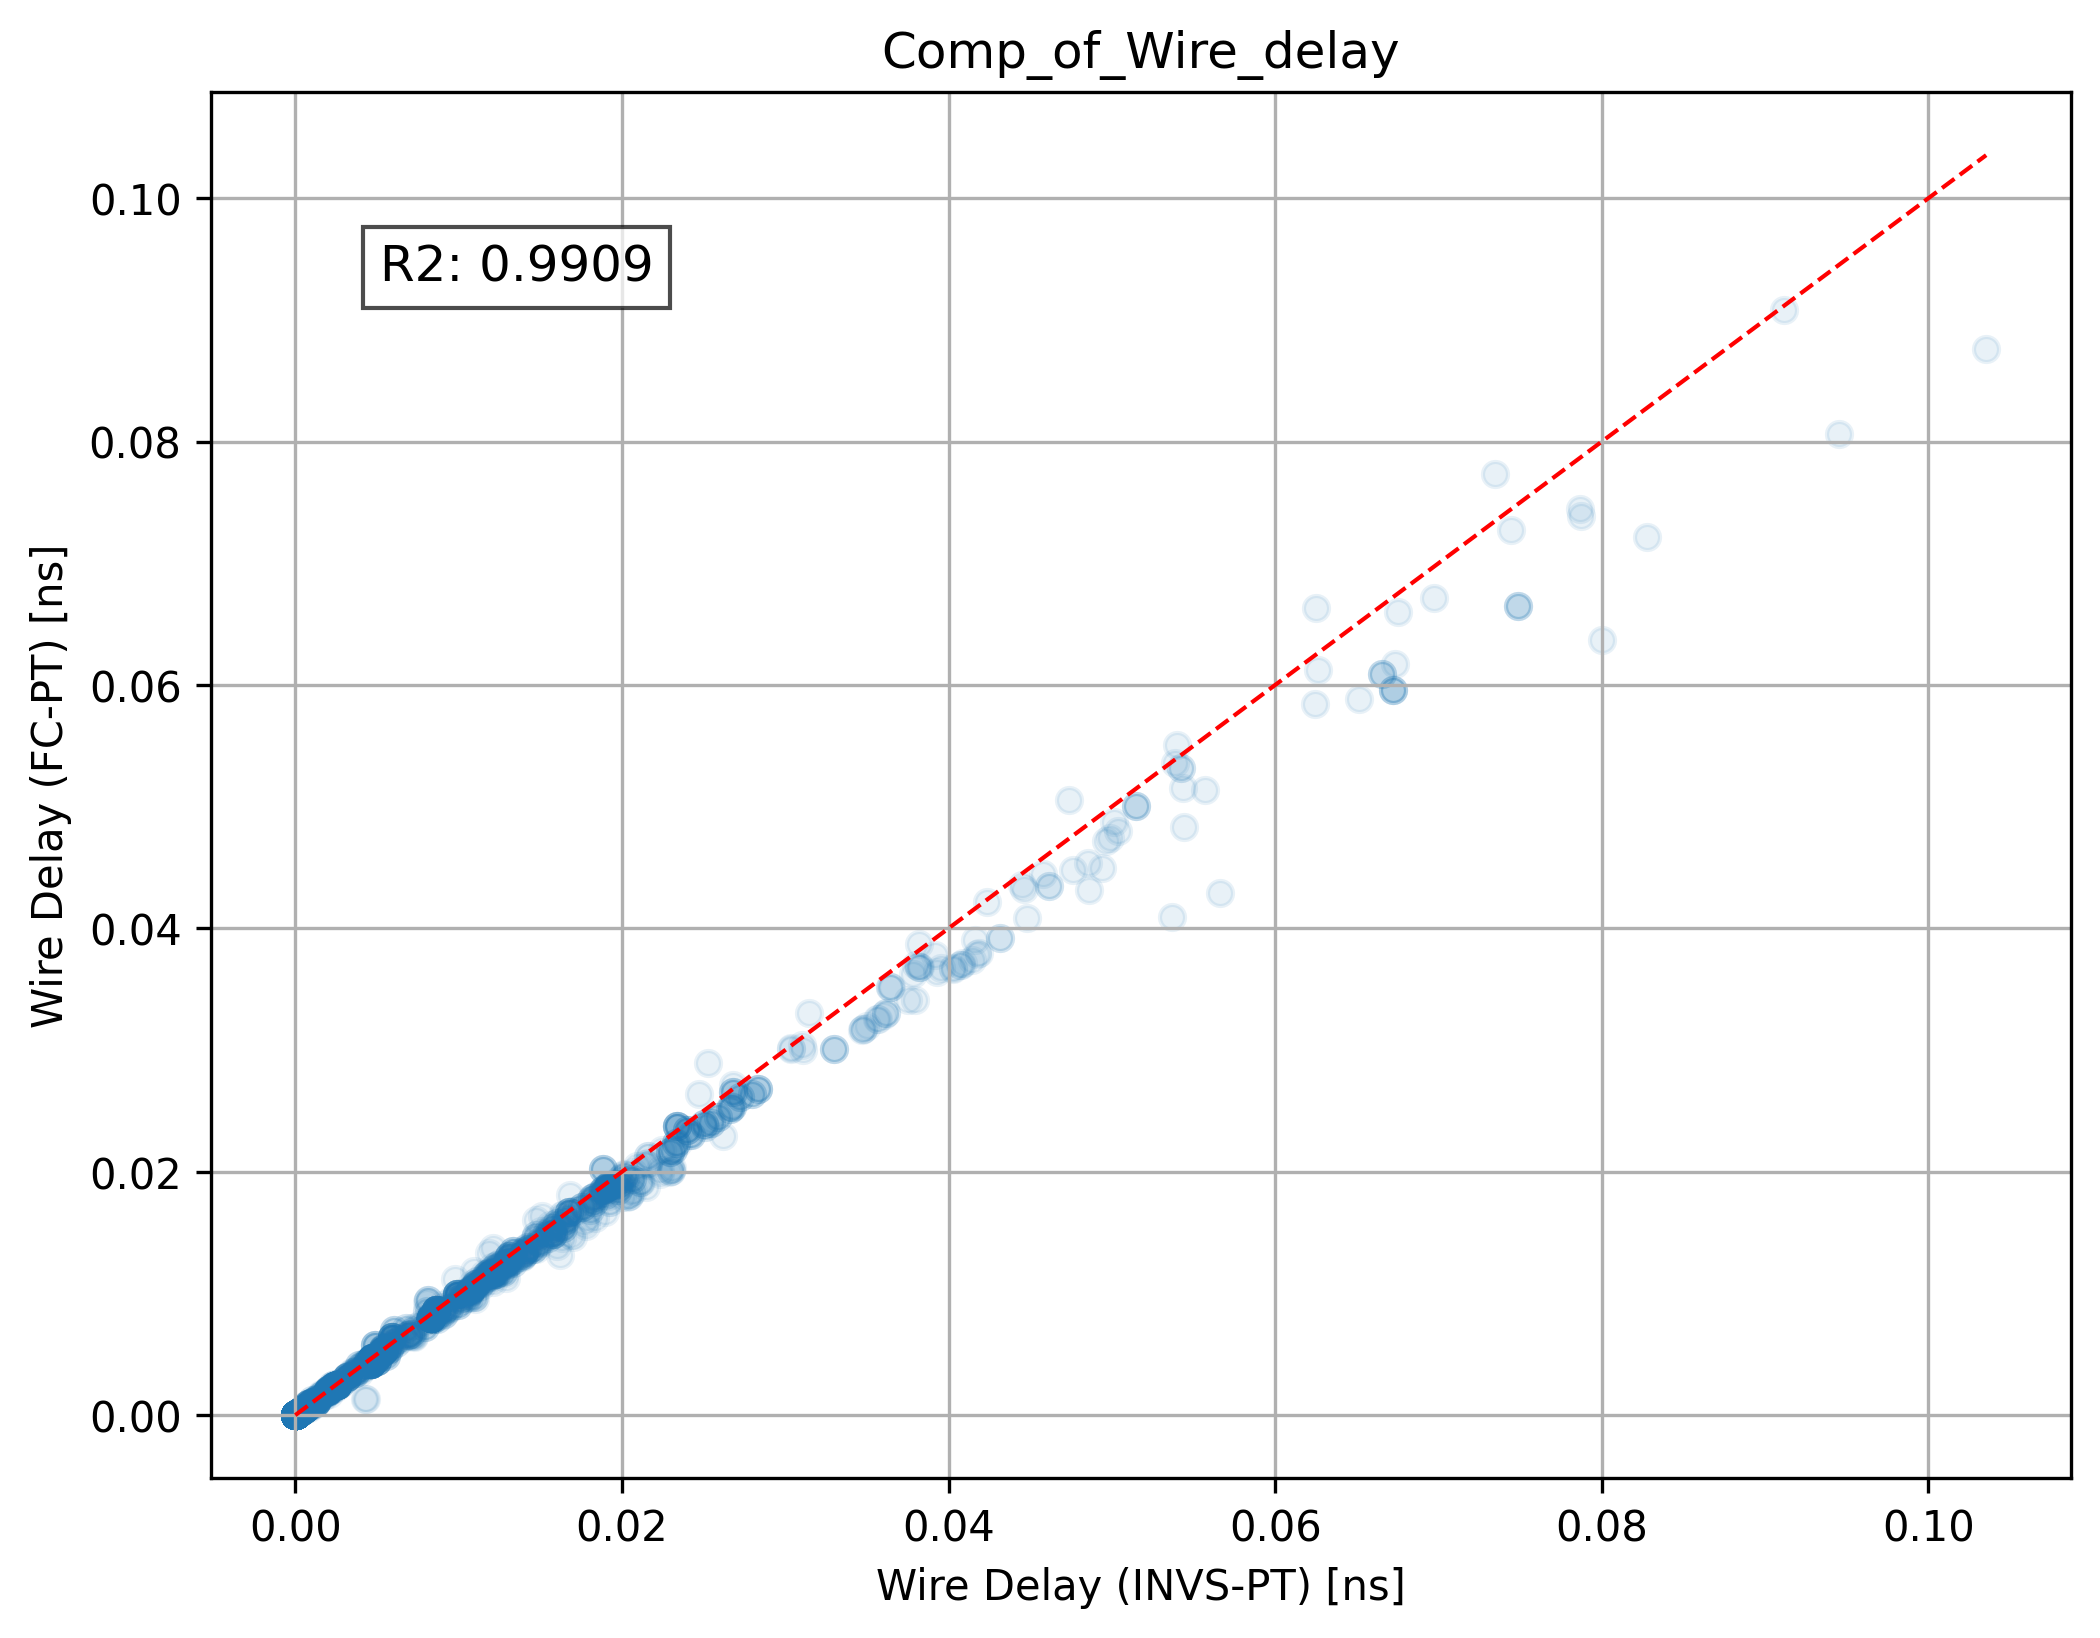 Comp_of_Wire_delay
R2: 0.9909
Wire Delay (FC-PT) [ns]
0.10
0.08
0.06
0.04
0.02
0.00
0.00 0.02 0.04 0.06 0.08 0.10
Wire Delay (INVS-PT) [ns]